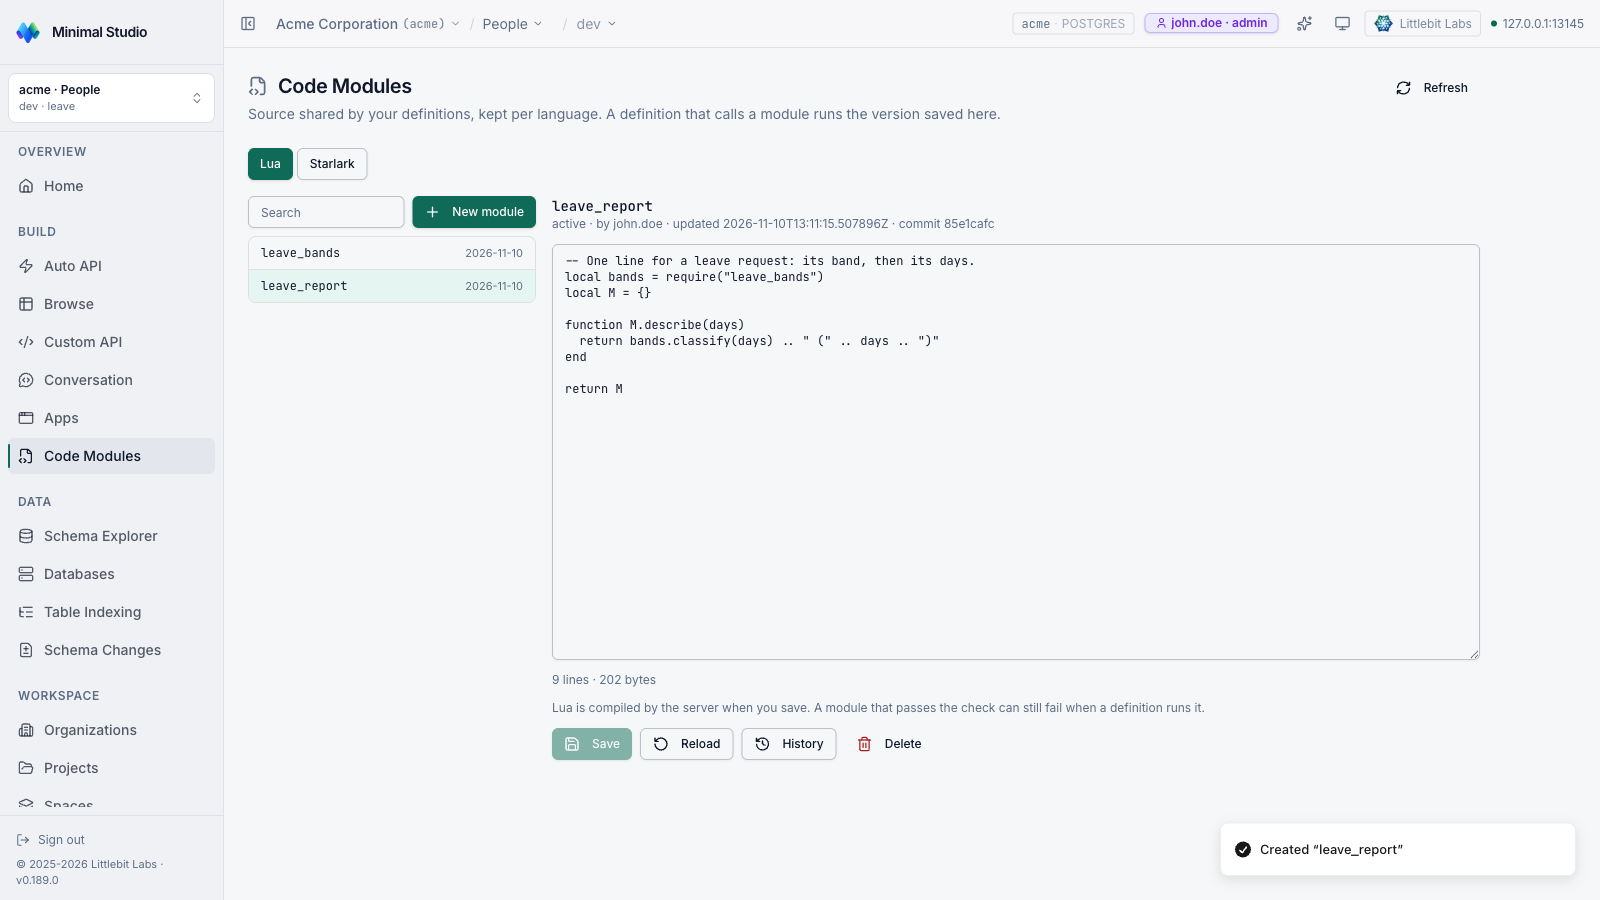 Minimal Studio
acme · People
dev · leave
OVERVIEW
Home
BUILD
Auto API
Browse
Custom API
Conversation
Apps
Code Modules
DATA
Schema Explorer
Databases
Table Indexing
Schema Changes
WORKSPACE
Organizations
Projects
Spaces
Sign out
© 2025-2026 Littlebit Labs ·
v0.189.0
Acme Corporation (acme) / People / dev
acme · POSTGRES
john.doe · admin
Littlebit Labs
127.0.0.1:13145
Code Modules
Source shared by your definitions, kept per language. A definition that calls a module runs the version saved here.
Refresh
Lua
Starlark
Search
New module
leave_bands 2026-11-10
leave_report 2026-11-10
leave_report
active · by john.doe · updated 2026-11-10T13:11:15.507896Z · commit 85e1cafc
-- One line for a leave request: its band, then its days.
local bands = require("leave_bands")
local M = {}
function M.describe(days)
  return bands.classify(days) .. " (" .. days .. ")"
end
return M
9 lines · 202 bytes
Lua is compiled by the server when you save. A module that passes the check can still fail when a definition runs it.
Save
Reload
History
Delete
Created “leave_report”